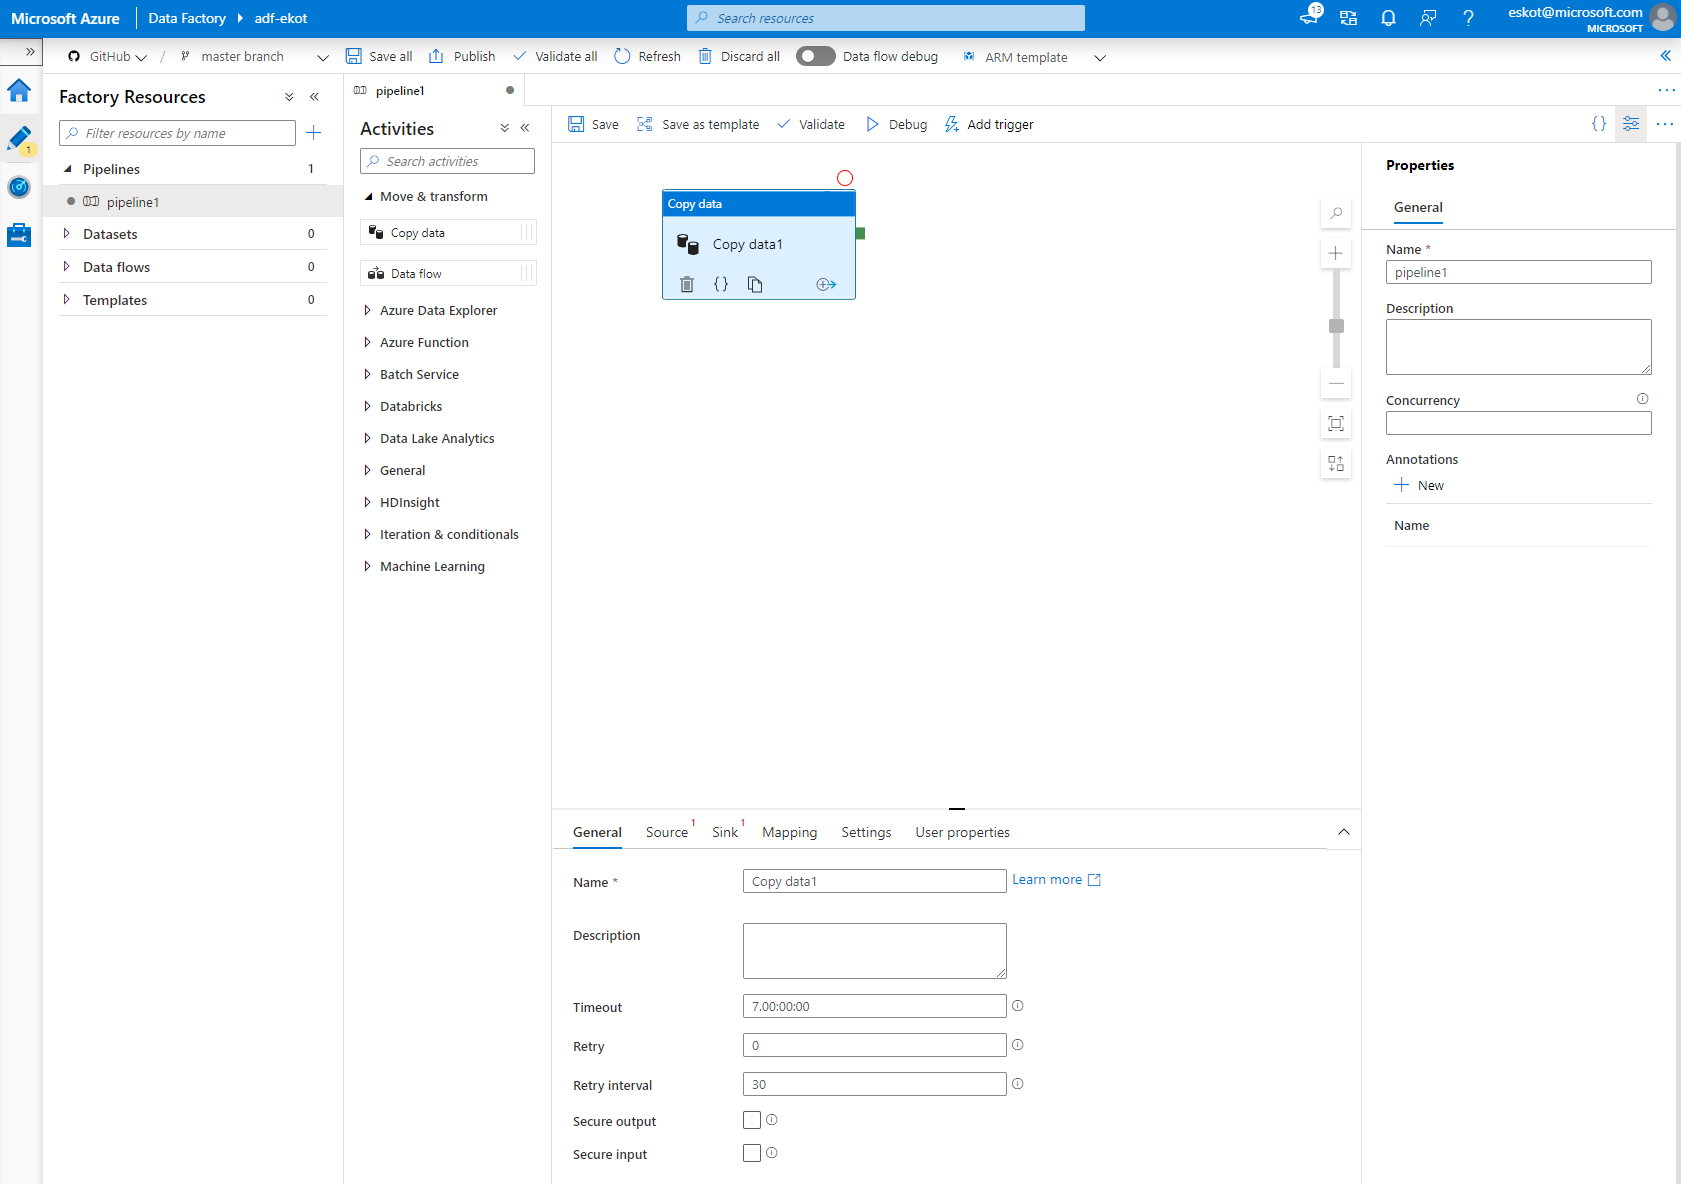 Microsoft Azure Data Factory adf-ekot
Search resources
13
eskot@microsoft.com
MICROSOFT
GitHub / master branch
Save all Publish Validate all Refresh Discard all Data flow debug ARM template
Factory Resources
Filter resources by name
1
Pipelines 1
pipeline1
Datasets 0
Data flows 0
Templates 0
pipeline1
Activities
Search activities
Move & transform
Copy data
Data flow
Azure Data Explorer
Azure Function
Batch Service
Databricks
Data Lake Analytics
General
HDInsight
Iteration & conditionals
Machine Learning
Save Save as template Validate Debug Add trigger
Copy data
Copy data1
Properties
General
Name *
pipeline1
Description
Concurrency
Annotations
New
Name
General Source 1 Sink 1 Mapping Settings User properties
Name * Copy data1 Learn more
Description
Timeout 7.00:00:00
Retry 0
Retry interval 30
Secure output
Secure input